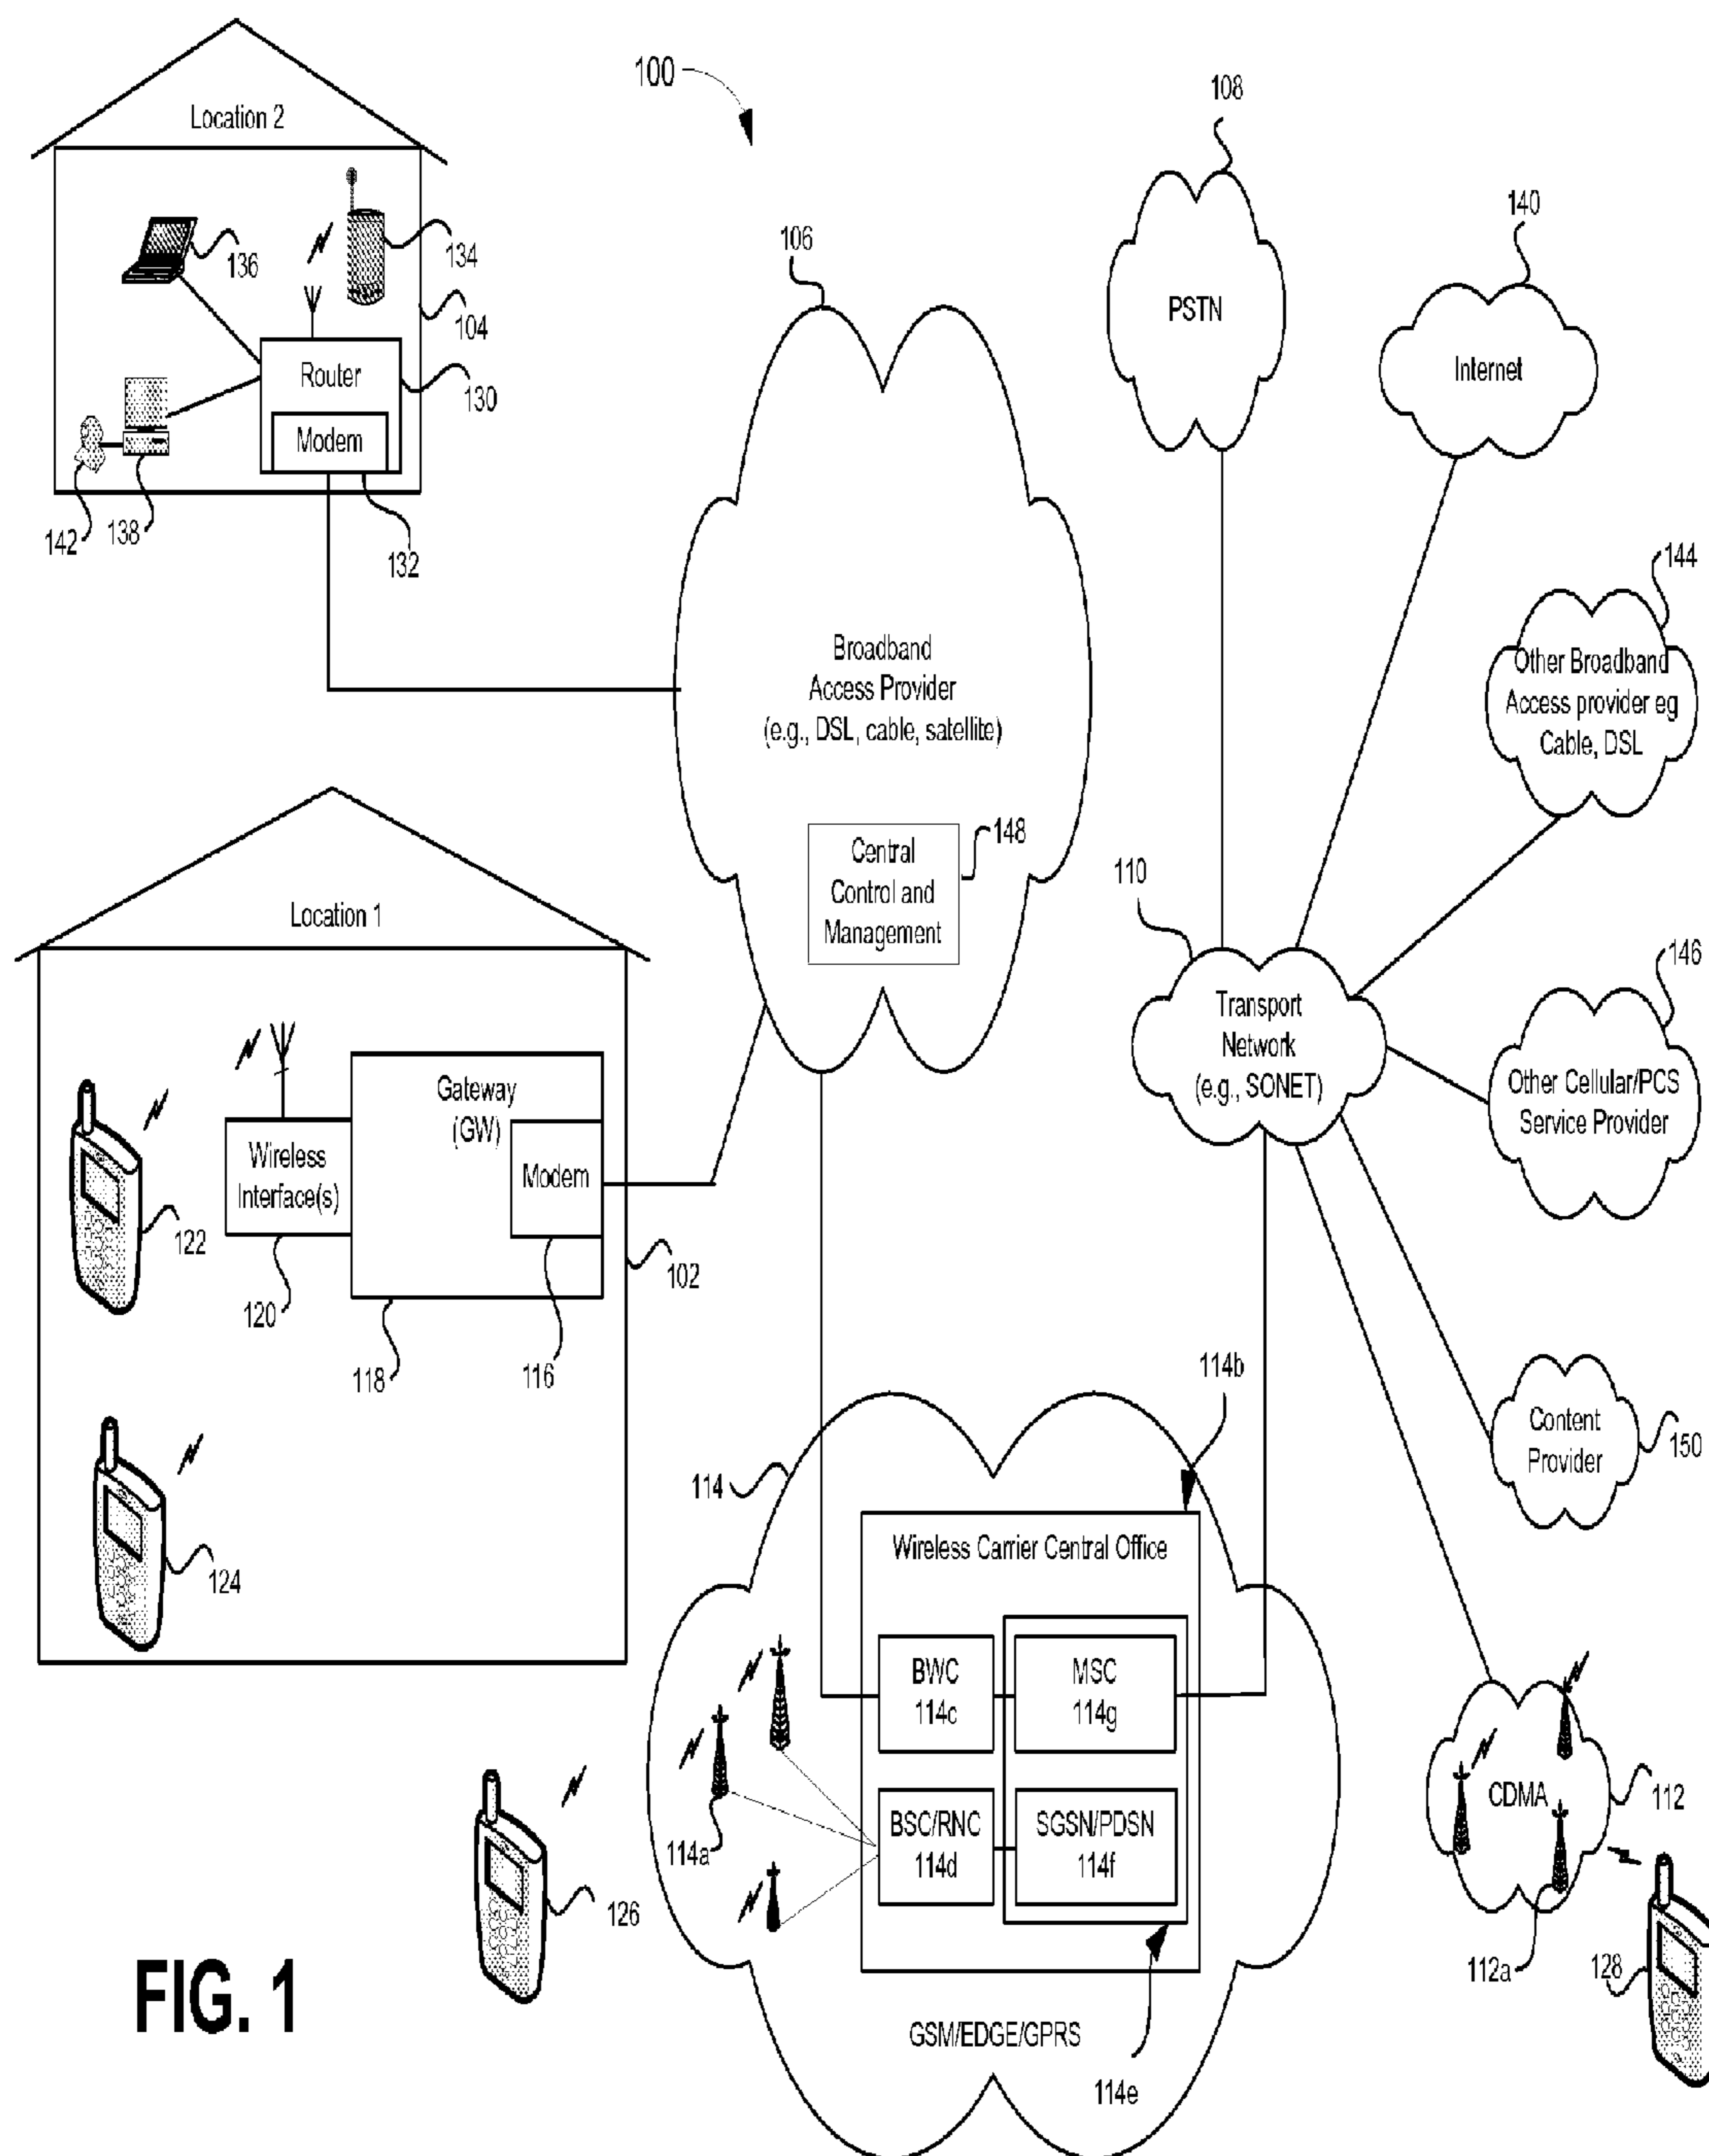 100
108
Location 2
140
106
136
134
104
PSTN
Router
130
Internet
Modem
142
138
132
144
Broadband
Access Provider
(e.g., DSL, cable, satellite)
Other Broadband
Access provider eg
Cable, DSL
148
Central
Control and
Management
110
Location 1
146
Transport
Network
(e.g., SONET)
Gateway
(GW)
Other Cellular/PCS
Service Provider
Wireless
Interface(s)
Modem
122
102
120
118
116
114b
Content
Provider
150
114
Wireless Carrier Central Office
124
BWC
114c
MSC
114g
CDMA
112
BSC/RNC
114d
SGSN/PDSN
114f
114a
126
112a
128
FIG. 1
GSM/EDGE/GPRS
114e